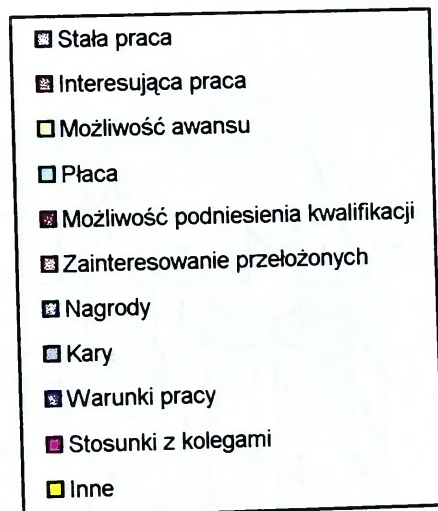 Stała praca
Interesująca praca
Możliwość awansu
Płaca
Możliwość podniesienia kwalifikacji
Zainteresowanie przełożonych
Nagrody
Kary
Warunki pracy
Stosunki z kolegami
Inne